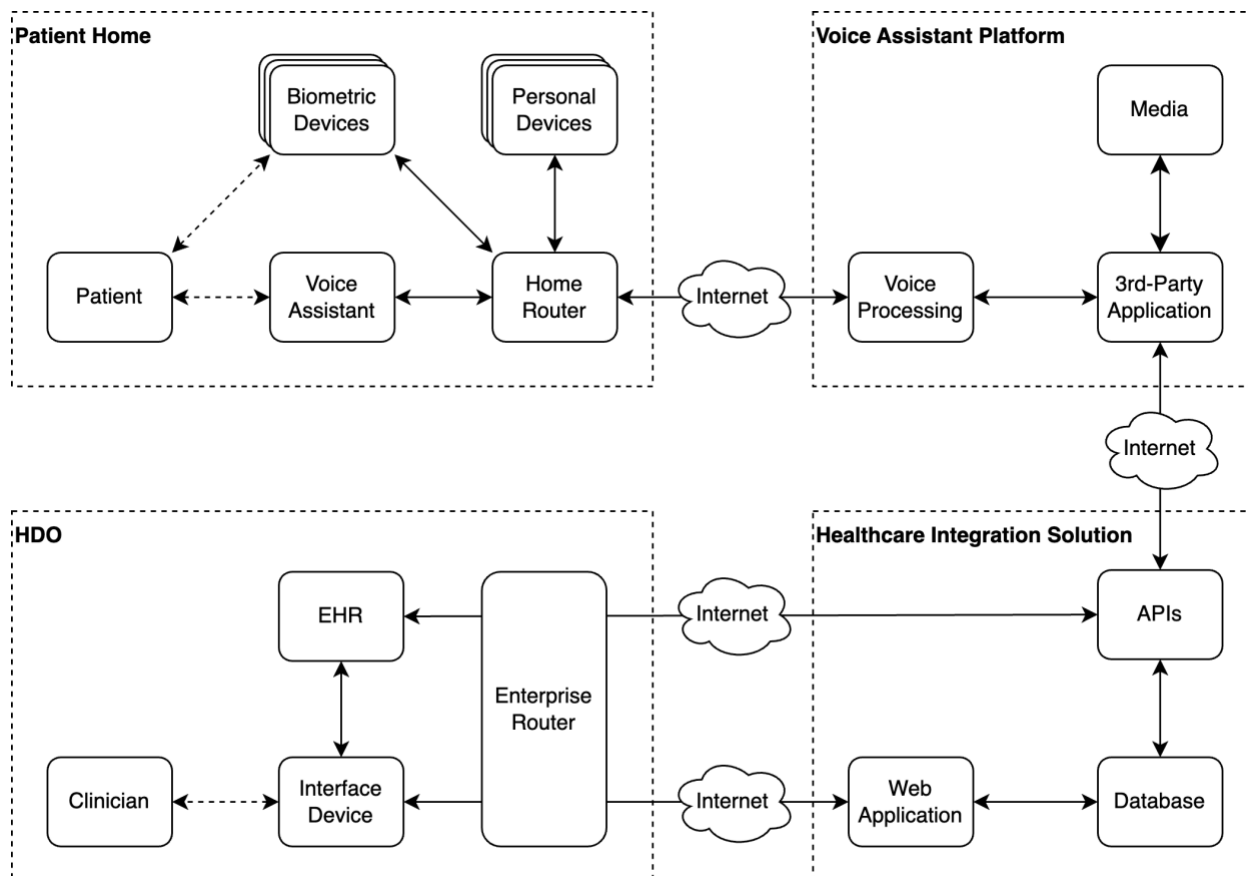 Patient Home
Biometric
Devices
Personal
Devices
Patient
Voice
Assistant
Home
Router
Internet
Voice Assistant Platform
Media
Voice
Processing
3rd-Party
Application
Internet
HDO
EHR
Enterprise
Router
Clinician
Interface
Device
Internet
Internet
Healthcare Integration Solution
APIs
Web
Application
Database